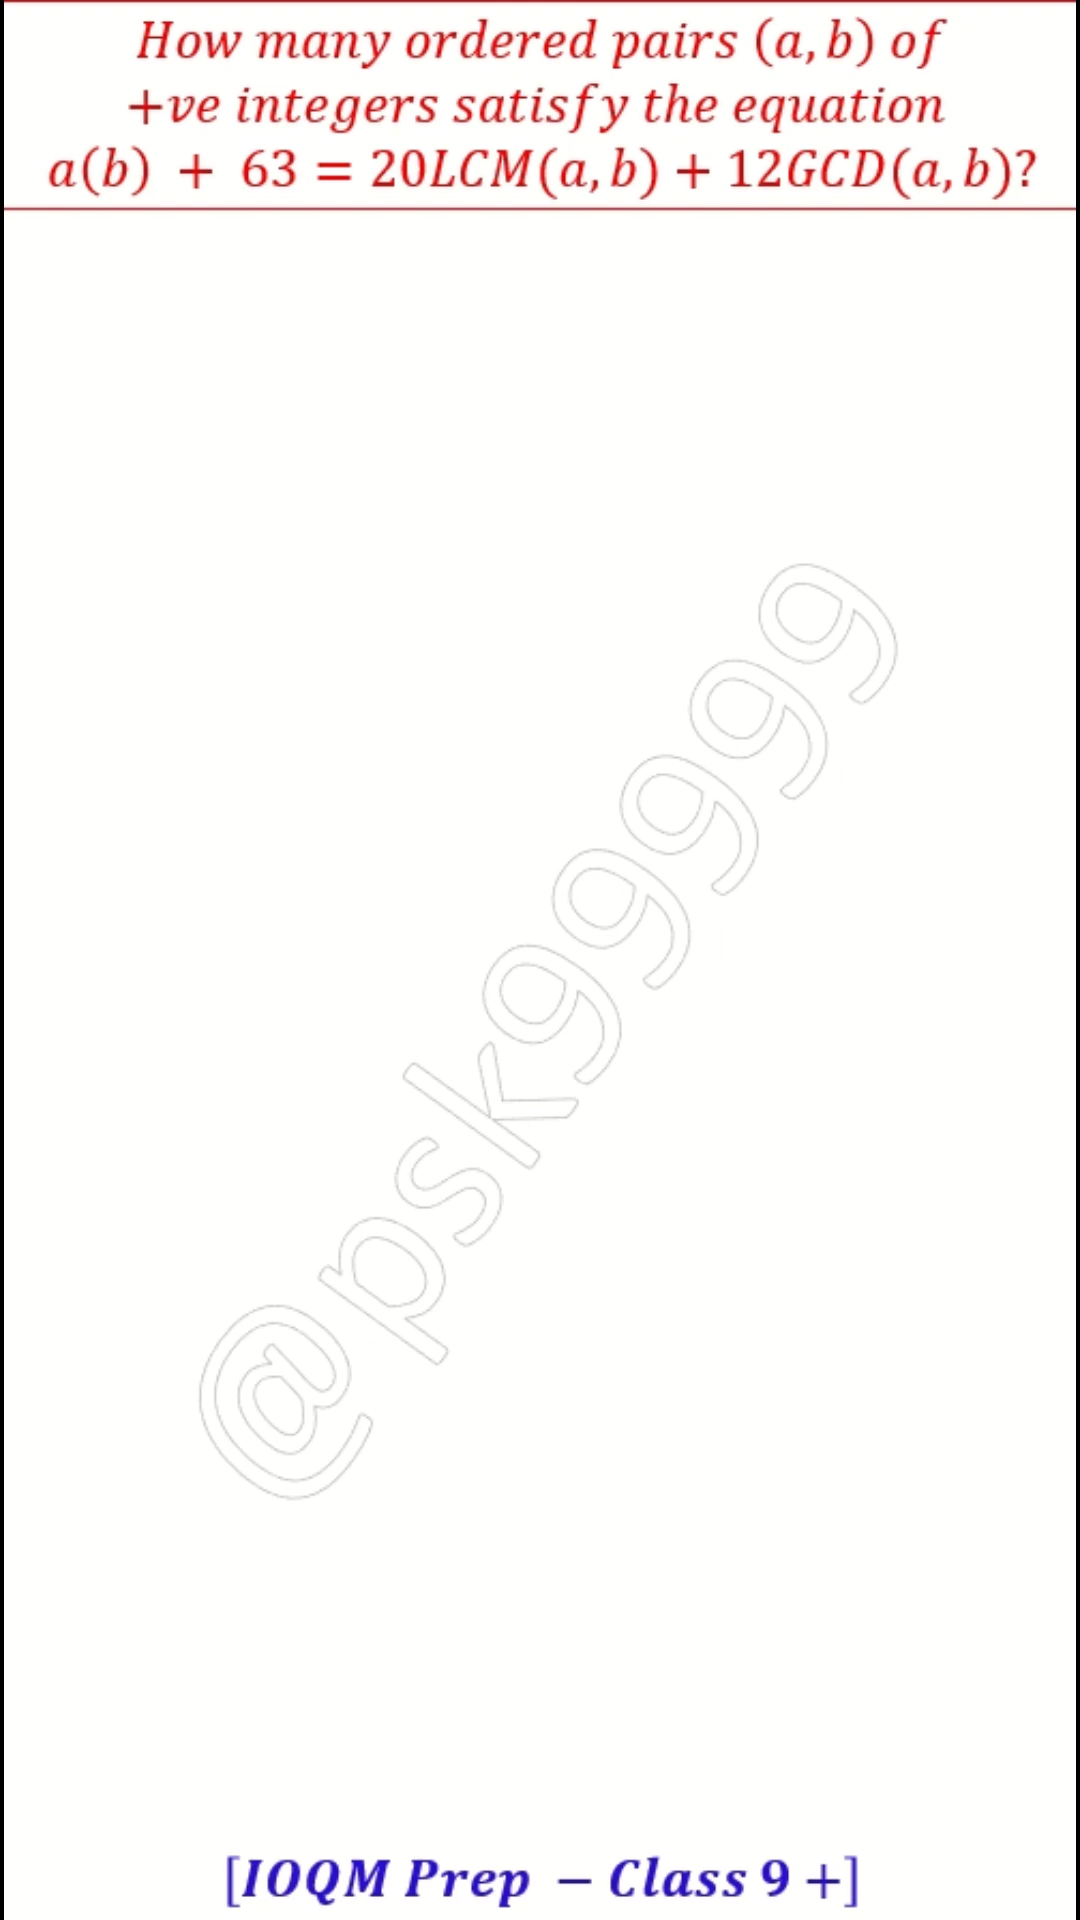 How many ordered pairs (a, b) of
+ve integers satisfy the equation
a(b) + 63 = 20LCM(a, b) + 12GCD(a, b)?
@psk9999
[IOQM Prep – Class 9 +]